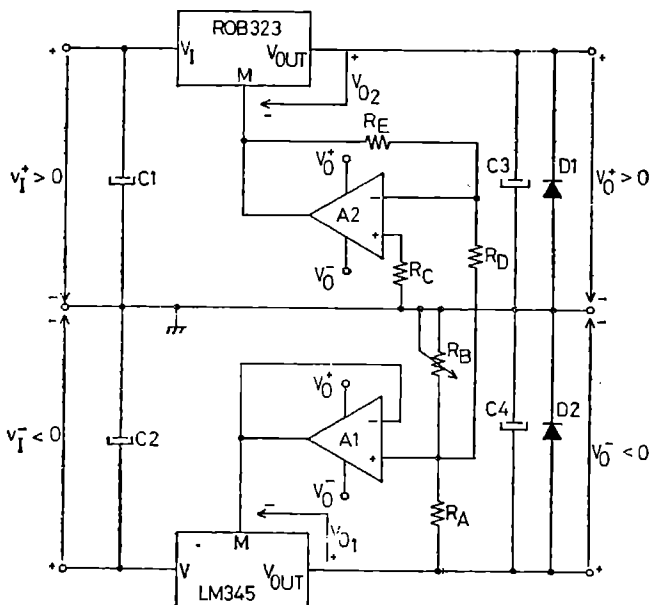 ROB323
V_I
V_OUT
M
V_O2
R_E
V_O^+
C1
C3
D1
V_I^+ > 0
A2
V_O^+ > 0
R_D
V_O^-
R_C
R_B
V_O^+
C4
D2
V_I^- < 0
C2
A1
V_O^- < 0
V_O^-
V_O1
R_A
M
V
V_OUT
LM345